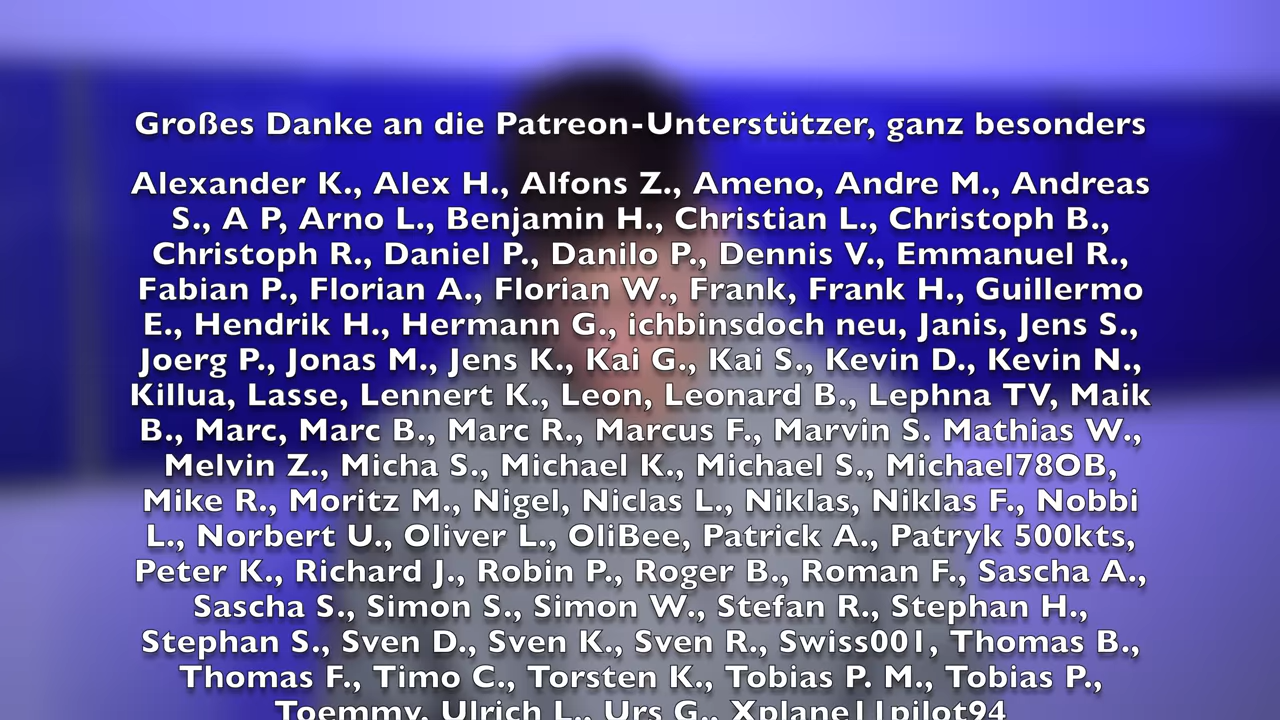 Großes Danke an die Patreon-Unterstützer, ganz besonders
Alexander K., Alex H., Alfons Z., Ameno, Andre M., Andreas
S., A P, Arno L., Benjamin H., Christian L., Christoph B.,
Christoph R., Daniel P., Danilo P., Dennis V., Emmanuel R.,
Fabian P., Florian A., Florian W., Frank, Frank H., Guillermo
E., Hendrik H., Hermann G., ichbinsdoch neu, Janis, Jens S.,
Joerg P., Jonas M., Jens K., Kai G., Kai S., Kevin D., Kevin N.,
Killua, Lasse, Lennert K., Leon, Leonard B., Lephna TV, Maik
B., Marc, Marc B., Marc R., Marcus F., Marvin S. Mathias W.,
Melvin Z., Micha S., Michael K., Michael S., Michael78OB,
Mike R., Moritz M., Nigel, Niclas L., Niklas, Niklas F., Nobbi
L., Norbert U., Oliver L., OliBee, Patrick A., Patryk 500kts,
Peter K., Richard J., Robin P., Roger B., Roman F., Sascha A.,
Sascha S., Simon S., Simon W., Stefan R., Stephan H.,
Stephan S., Sven D., Sven K., Sven R., Swiss001, Thomas B.,
Thomas F., Timo C., Torsten K., Tobias P. M., Tobias P.,
Toemmy, Ulrich L., Urs G., Xplane11pilot94